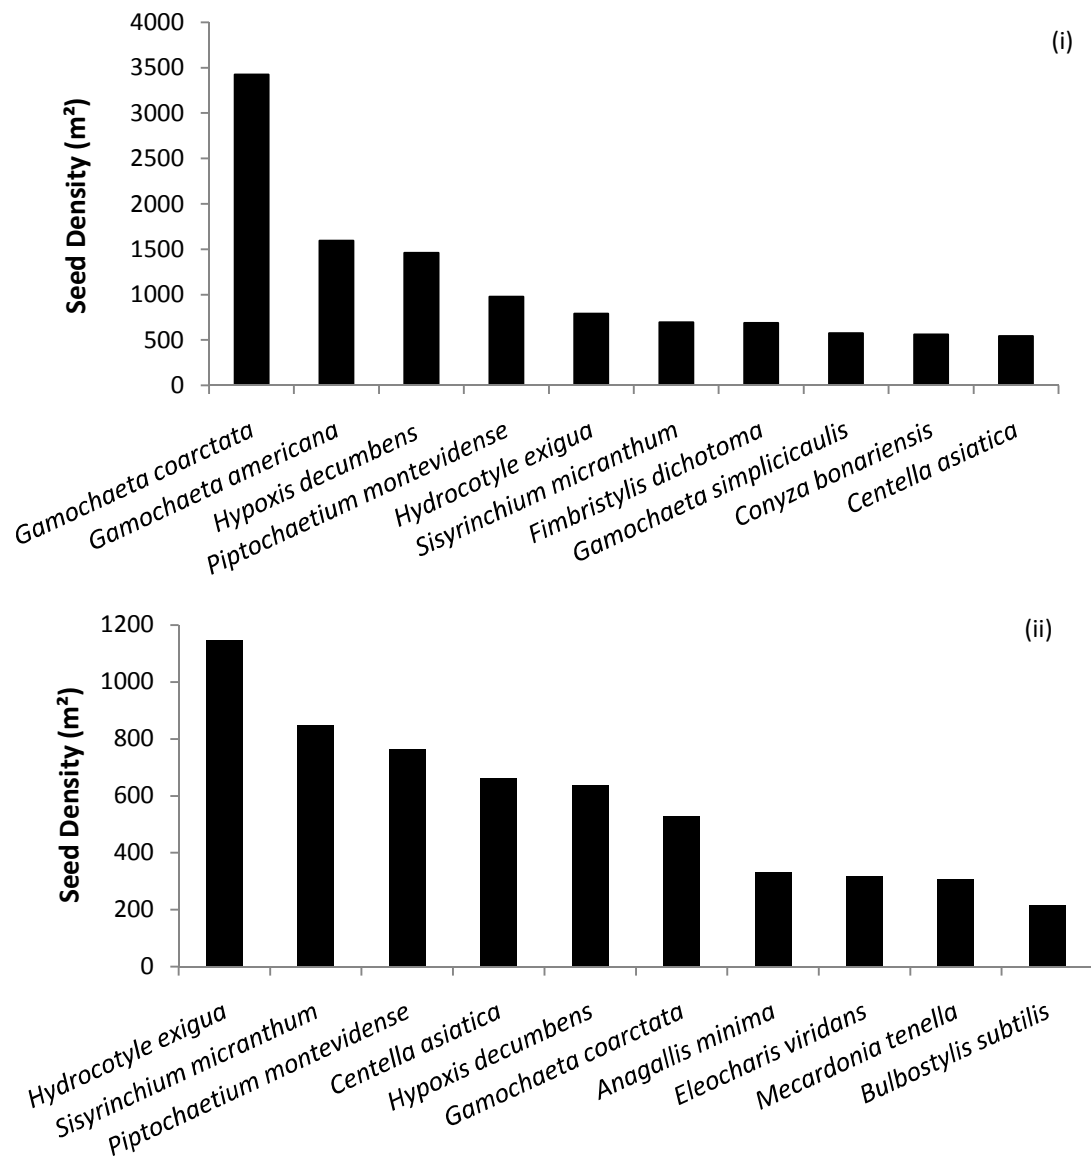 (i)
Seed Density (m²)
4000
3500
3000
2500
2000
1500
1000
500
0
Gamochaeta coarctata
Gamochaeta americana
Hypoxis decumbens
Piptochaetium montevidense
Hydrocotyle exigua
Sisyrinchium micranthum
Fimbristylis dichotoma
Gamochaeta simplicicaulis
Conyza bonariensis
Centella asiatica
(ii)
Seed Density (m²)
1200
1000
800
600
400
200
0
Hydrocotyle exigua
Sisyrinchium micranthum
Piptochaetium montevidense
Centella asiatica
Hypoxis decumbens
Gamochaeta coarctata
Anagallis minima
Eleocharis viridans
Mecardonia tenella
Bulbostylis subtilis